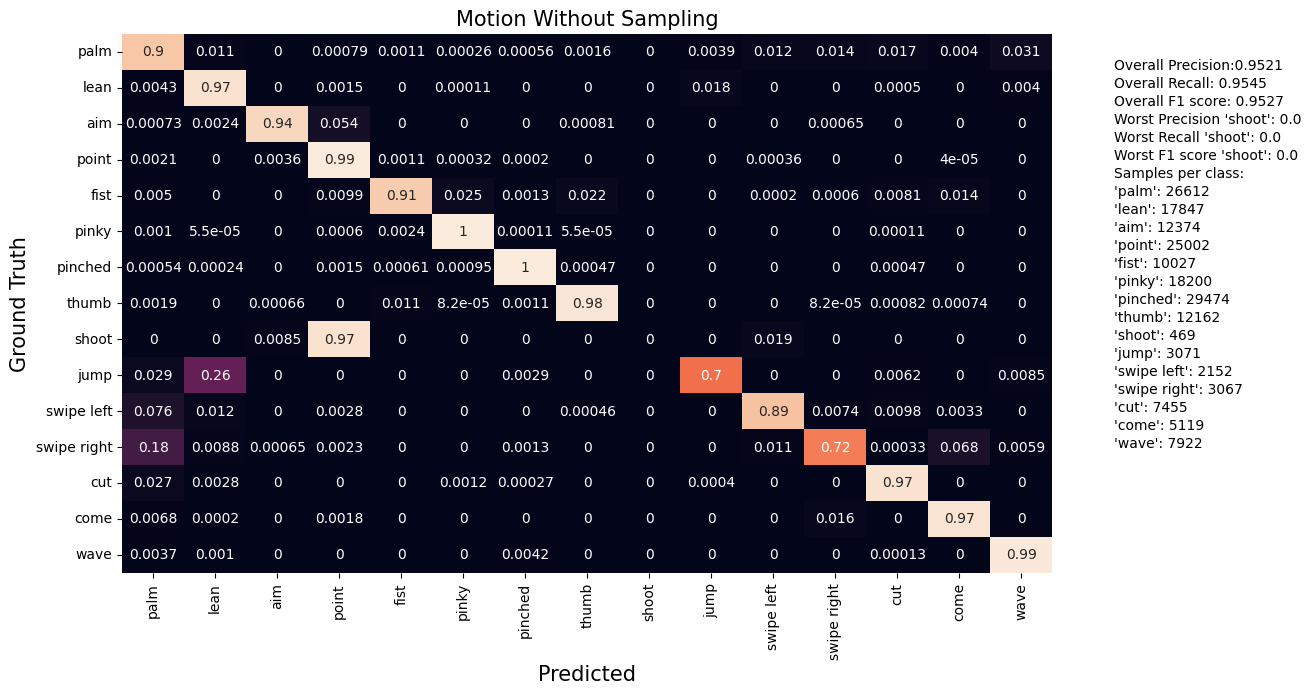 Motion Without Sampling
palm 0.9 0.011 0 0.00079 0.0011 0.00026 0.00056 0.0016 0 0.0039 0.012 0.014 0.017 0.004 0.031
lean 0.0043 0.97 0 0.0015 0 0.00011 0 0 0 0.018 0 0 0.0005 0 0.004
aim 0.00073 0.0024 0.94 0.054 0 0 0 0.00081 0 0 0 0.00065 0 0 0
point 0.0021 0 0.0036 0.99 0.0011 0.00032 0.0002 0 0 0 0.00036 0 0 4e-05 0
fist 0.005 0 0 0.0099 0.91 0.025 0.0013 0.022 0 0 0.0002 0.0006 0.0081 0.014 0
pinky 0.001 5.5e-05 0 0.0006 0.0024 1 0.00011 5.5e-05 0 0 0 0 0.00011 0 0
pinched 0.00054 0.00024 0 0.0015 0.00061 0.00095 1 0.00047 0 0 0 0 0.00047 0 0
thumb 0.0019 0 0.00066 0 0.011 8.2e-05 0.0011 0.98 0 0 0 8.2e-05 0.00082 0.00074 0
shoot 0 0 0.0085 0.97 0 0 0 0 0 0 0.019 0 0 0 0
jump 0.029 0.26 0 0 0 0 0.0029 0 0 0.7 0 0 0.0062 0 0.0085
swipe left 0.076 0.012 0 0.0028 0 0 0 0.00046 0 0 0.89 0.0074 0.0098 0.0033 0
swipe right 0.18 0.0088 0.00065 0.0023 0 0 0.0013 0 0 0 0.011 0.72 0.00033 0.068 0.0059
cut 0.027 0.0028 0 0 0 0.0012 0.00027 0 0 0.0004 0 0 0.97 0 0
come 0.0068 0.0002 0 0.0018 0 0 0 0 0 0 0 0.016 0 0.97 0
wave 0.0037 0.001 0 0 0 0 0.0042 0 0 0 0 0 0.00013 0 0.99
palm lean aim point fist pinky pinched thumb shoot jump swipe left swipe right cut come wave
Ground Truth
Predicted
Overall Precision:0.9521
Overall Recall: 0.9545
Overall F1 score: 0.9527
Worst Precision 'shoot': 0.0
Worst Recall 'shoot': 0.0
Worst F1 score 'shoot': 0.0
Samples per class:
'palm': 26612
'lean': 17847
'aim': 12374
'point': 25002
'fist': 10027
'pinky': 18200
'pinched': 29474
'thumb': 12162
'shoot': 469
'jump': 3071
'swipe left': 2152
'swipe right': 3067
'cut': 7455
'come': 5119
'wave': 7922